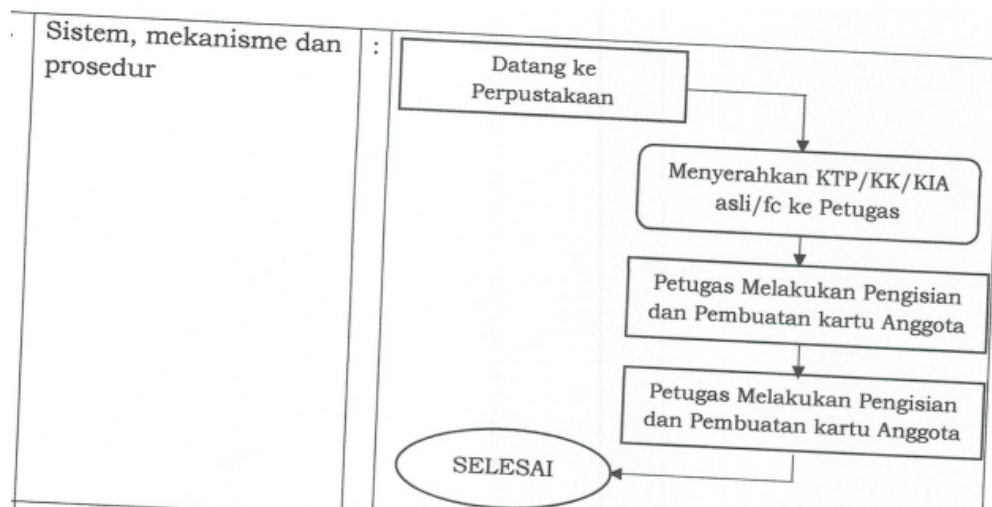 Sistem, mekanisme dan
prosedur
:
Datang ke
Perpustakaan
Menyerahkan KTP/KK/KIA
asli/fc ke Petugas
Petugas Melakukan Pengisian
dan Pembuatan kartu Anggota
Petugas Melakukan Pengisian
dan Pembuatan kartu Anggota
SELESAI